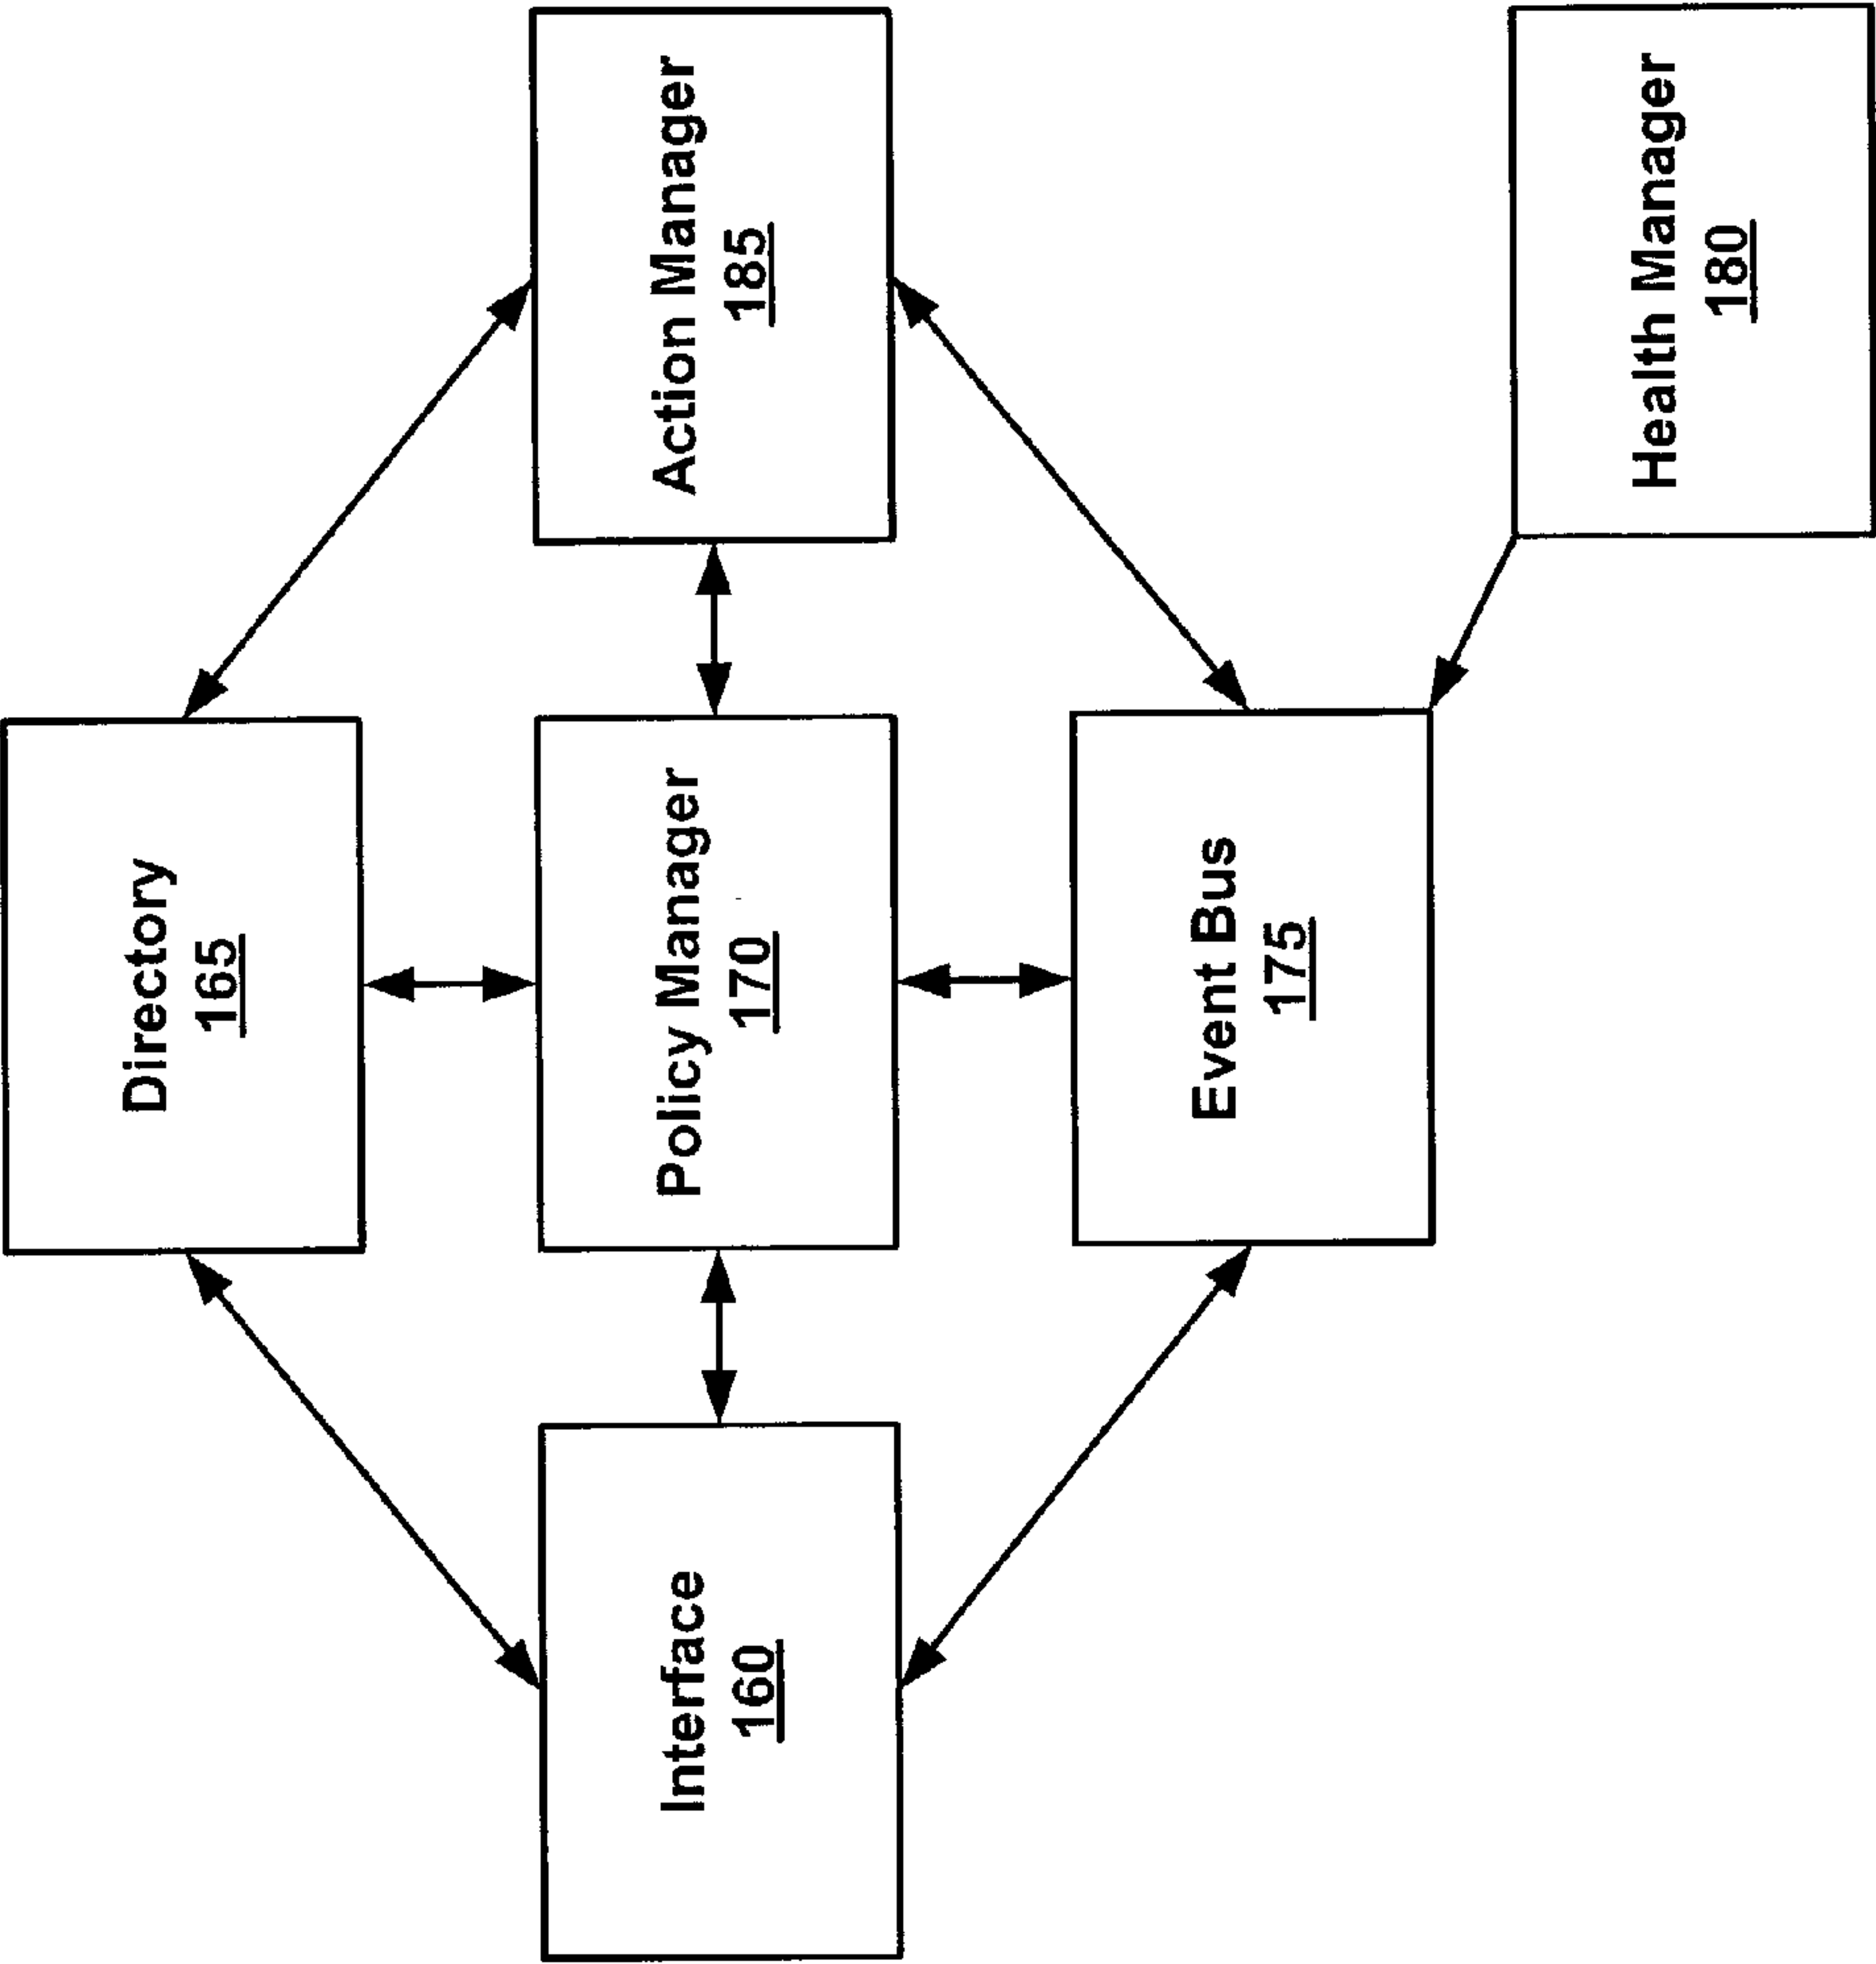 Directory
165
Interface
160
Policy Manager
170
Action Manager
185
Event Bus
175
Health Manager
180